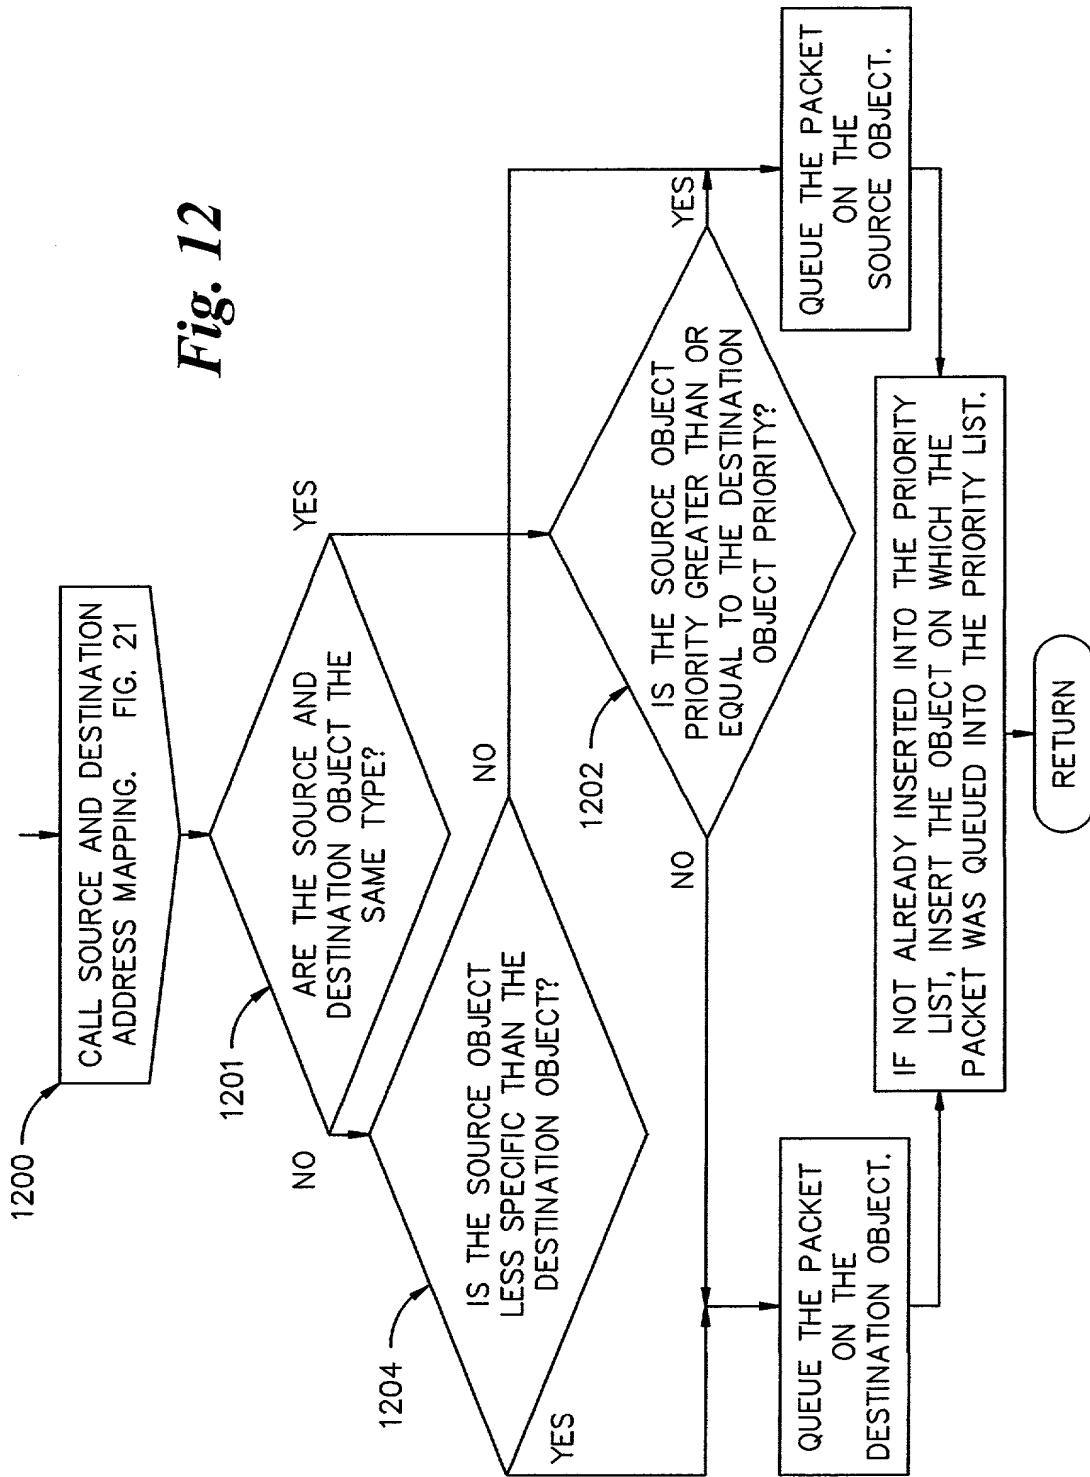 Fig. 12
1200
CALL SOURCE AND DESTINATION
ADDRESS MAPPING. FIG. 21
1201
ARE THE SOURCE AND
DESTINATION OBJECT THE
SAME TYPE?
NO
YES
1204
IS THE SOURCE OBJECT
LESS SPECIFIC THAN THE
DESTINATION OBJECT?
YES
NO
1202
IS THE SOURCE OBJECT
PRIORITY GREATER THAN OR
EQUAL TO THE DESTINATION
OBJECT PRIORITY?
NO
YES
QUEUE THE PACKET
ON THE
DESTINATION OBJECT.
QUEUE THE PACKET
ON THE
SOURCE OBJECT.
IF NOT ALREADY INSERTED INTO THE PRIORITY
LIST, INSERT THE OBJECT ON WHICH THE
PACKET WAS QUEUED INTO THE PRIORITY LIST.
RETURN